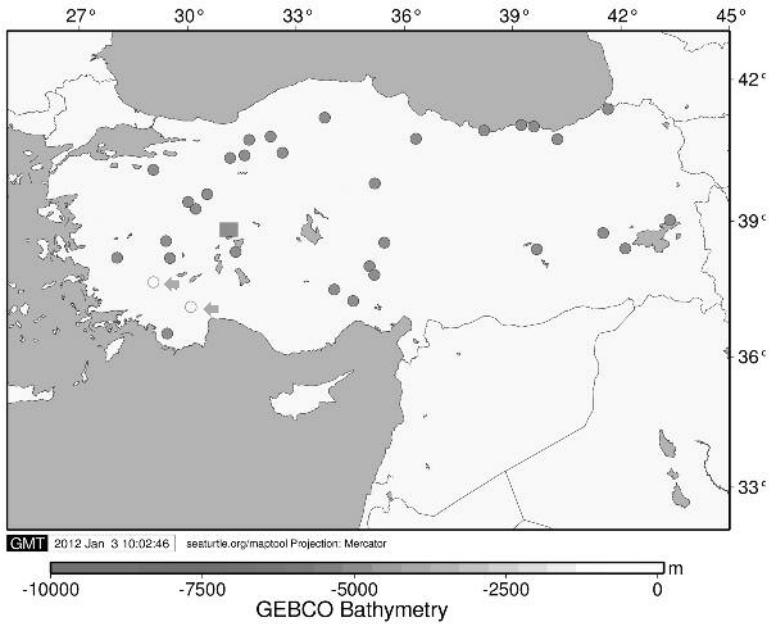 27° 30° 33° 36° 39° 42° 45°
42°
39°
36°
33°
GMT 2012 Jan 3 10:02:46 seaturtle.org/maptool Projection: Mercator
m
-10000 -7500 -5000 -2500 0
GEBCO Bathymetry